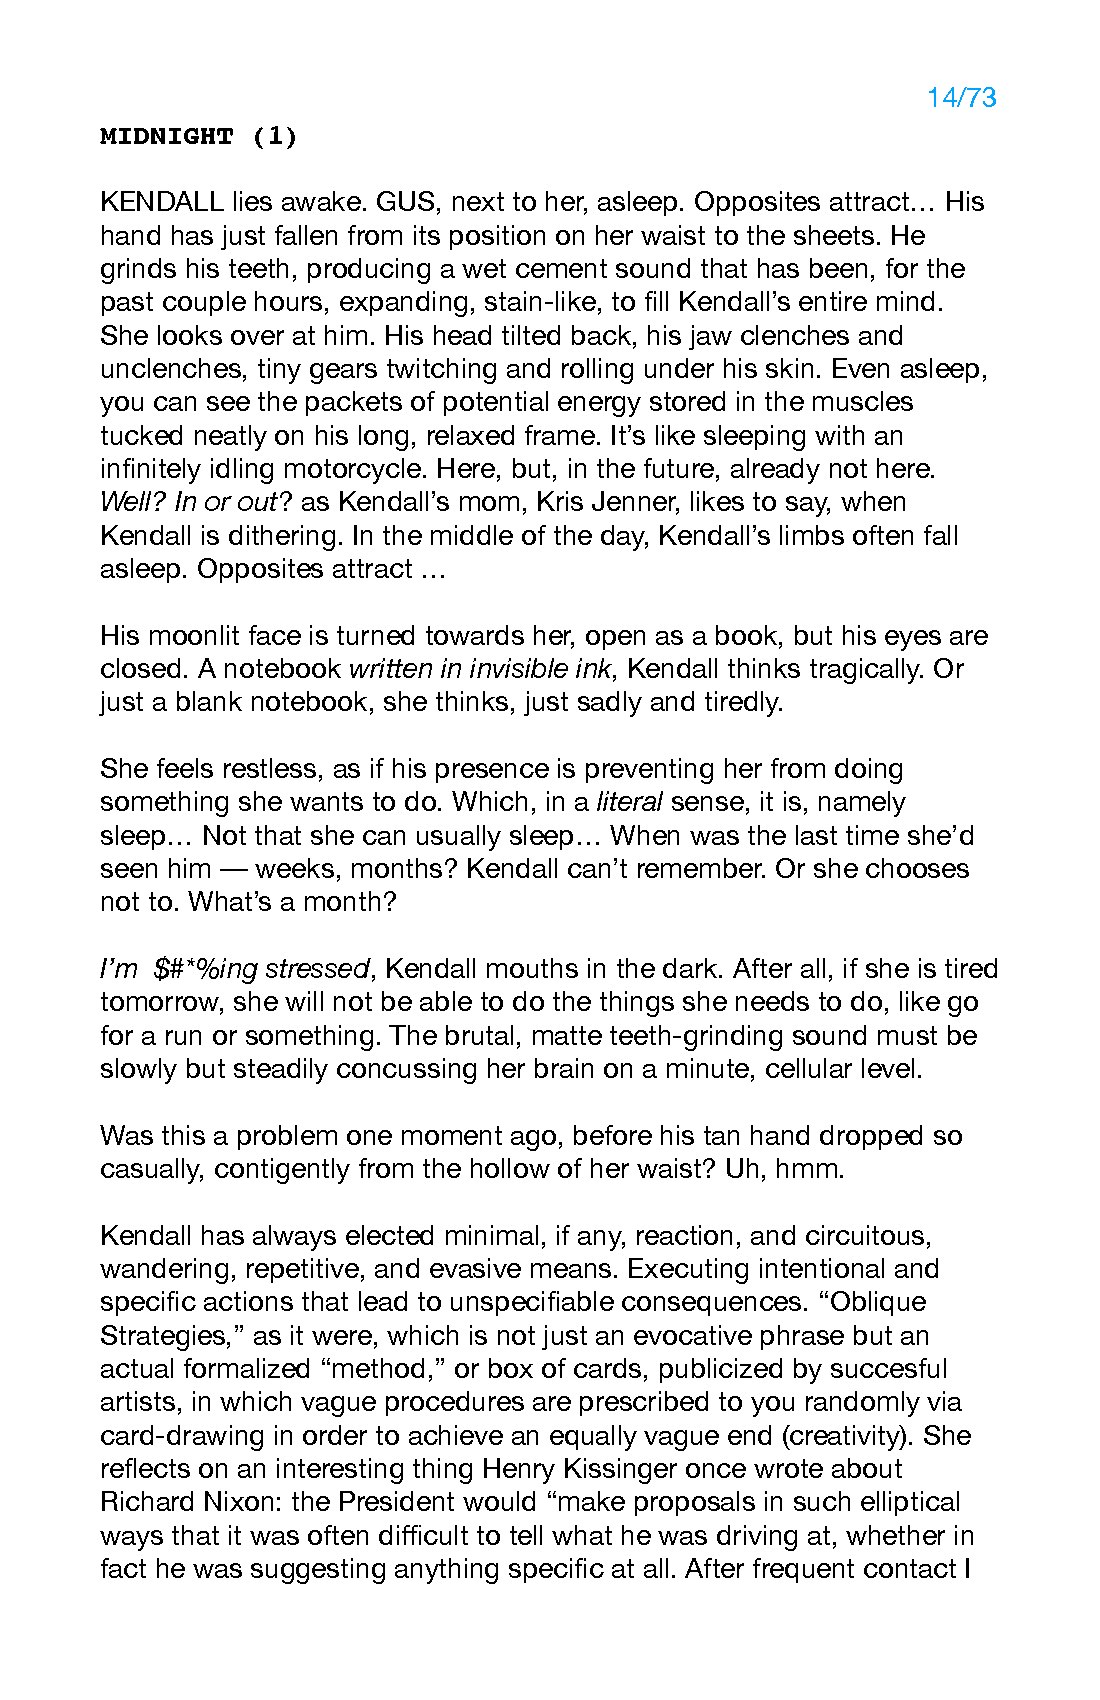 14/73
MIDNIGHT (1)
KENDALL lies awake. GUS, next to her, asleep. Opposites attract… His
hand has just fallen from its position on her waist to the sheets. He
grinds his teeth, producing a wet cement sound that has been, for the
past couple hours, expanding, stain-like, to fill Kendall’s entire mind.
She looks over at him. His head tilted back, his jaw clenches and
unclenches, tiny gears twitching and rolling under his skin. Even asleep,
you can see the packets of potential energy stored in the muscles
tucked neatly on his long, relaxed frame. It’s like sleeping with an
infinitely idling motorcycle. Here, but, in the future, already not here.
Well? In or out? as Kendall’s mom, Kris Jenner, likes to say, when
Kendall is dithering. In the middle of the day, Kendall’s limbs often fall
asleep. Opposites attract …
His moonlit face is turned towards her, open as a book, but his eyes are
closed. A notebook written in invisible ink, Kendall thinks tragically. Or
just a blank notebook, she thinks, just sadly and tiredly.
She feels restless, as if his presence is preventing her from doing
something she wants to do. Which, in a literal sense, it is, namely
sleep… Not that she can usually sleep… When was the last time she’d
seen him — weeks, months? Kendall can’t remember. Or she chooses
not to. What’s a month?
I’m  $#*%ing stressed, Kendall mouths in the dark. After all, if she is tired
tomorrow, she will not be able to do the things she needs to do, like go
for a run or something. The brutal, matte teeth-grinding sound must be
slowly but steadily concussing her brain on a minute, cellular level.
Was this a problem one moment ago, before his tan hand dropped so
casually, contigently from the hollow of her waist? Uh, hmm.
Kendall has always elected minimal, if any, reaction, and circuitous,
wandering, repetitive, and evasive means. Executing intentional and
specific actions that lead to unspecifiable consequences. “Oblique
Strategies,” as it were, which is not just an evocative phrase but an
actual formalized “method,” or box of cards, publicized by succesful
artists, in which vague procedures are prescribed to you randomly via
card-drawing in order to achieve an equally vague end (creativity). She
reflects on an interesting thing Henry Kissinger once wrote about
Richard Nixon: the President would “make proposals in such elliptical
ways that it was often difficult to tell what he was driving at, whether in
fact he was suggesting anything specific at all. After frequent contact I